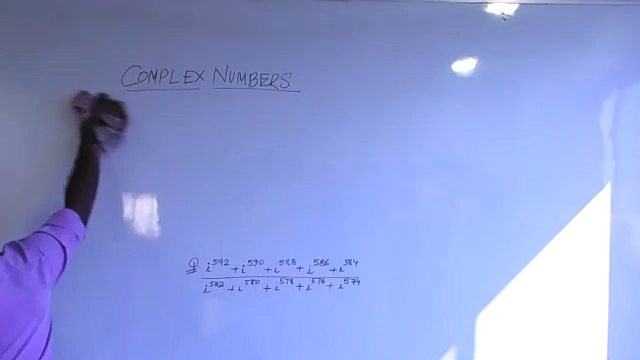 COMPLEX NUMBERS
Q i^592 + i^590 + i^588 + i^586 + i^584
i^582 + i^580 + i^578 + i^576 + i^574